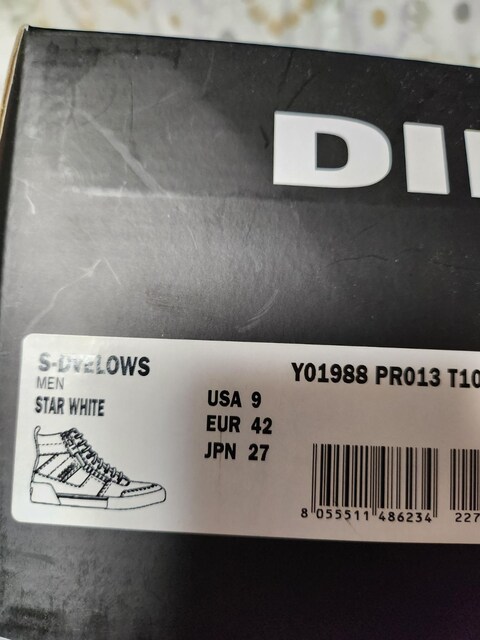 DI
S-DVELOWS
MEN
STAR WHITE
Y01988 PR013 T10
USA 9
EUR 42
JPN 27
8 055511 486234
227